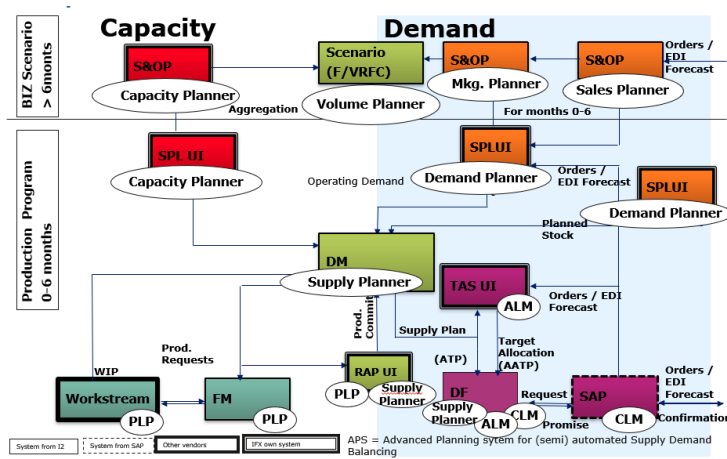 Capacity
Demand
BIZ Scenario
> 6monts
S&OP
Capacity Planner
Scenario
(F/VRFC)
Volume Planner
S&OP
Mkg. Planner
S&OP
Sales Planner
Orders /
EDI
Forecast
Aggregation
For months 0-6
Production Program
0-6 months
SPL UI
Capacity Planner
SPLUI
Demand Planner
Operating Demand
Orders /
EDI Forecast
SPLUI
Demand Planner
Planned
Stock
DM
Supply Planner
TAS UI
ALM
Orders / EDI
Forecast
Prod.
Commit
Supply Plan
Prod.
Requests
WIP
(ATP)
Target
Allocation
(AATP)
RAP UI
PLP
Supply
Planner
Workstream
PLP
FM
PLP
DF
Supply
Planner
ALM
CLM
Request
Promise
SAP
CLM
Orders /
EDI
Forecast
Confirmation
System from I2
System from SAP
Other vendors
IFX own system
APS = Advanced Planning sytem for (semi) automated Supply Demand
Balancing